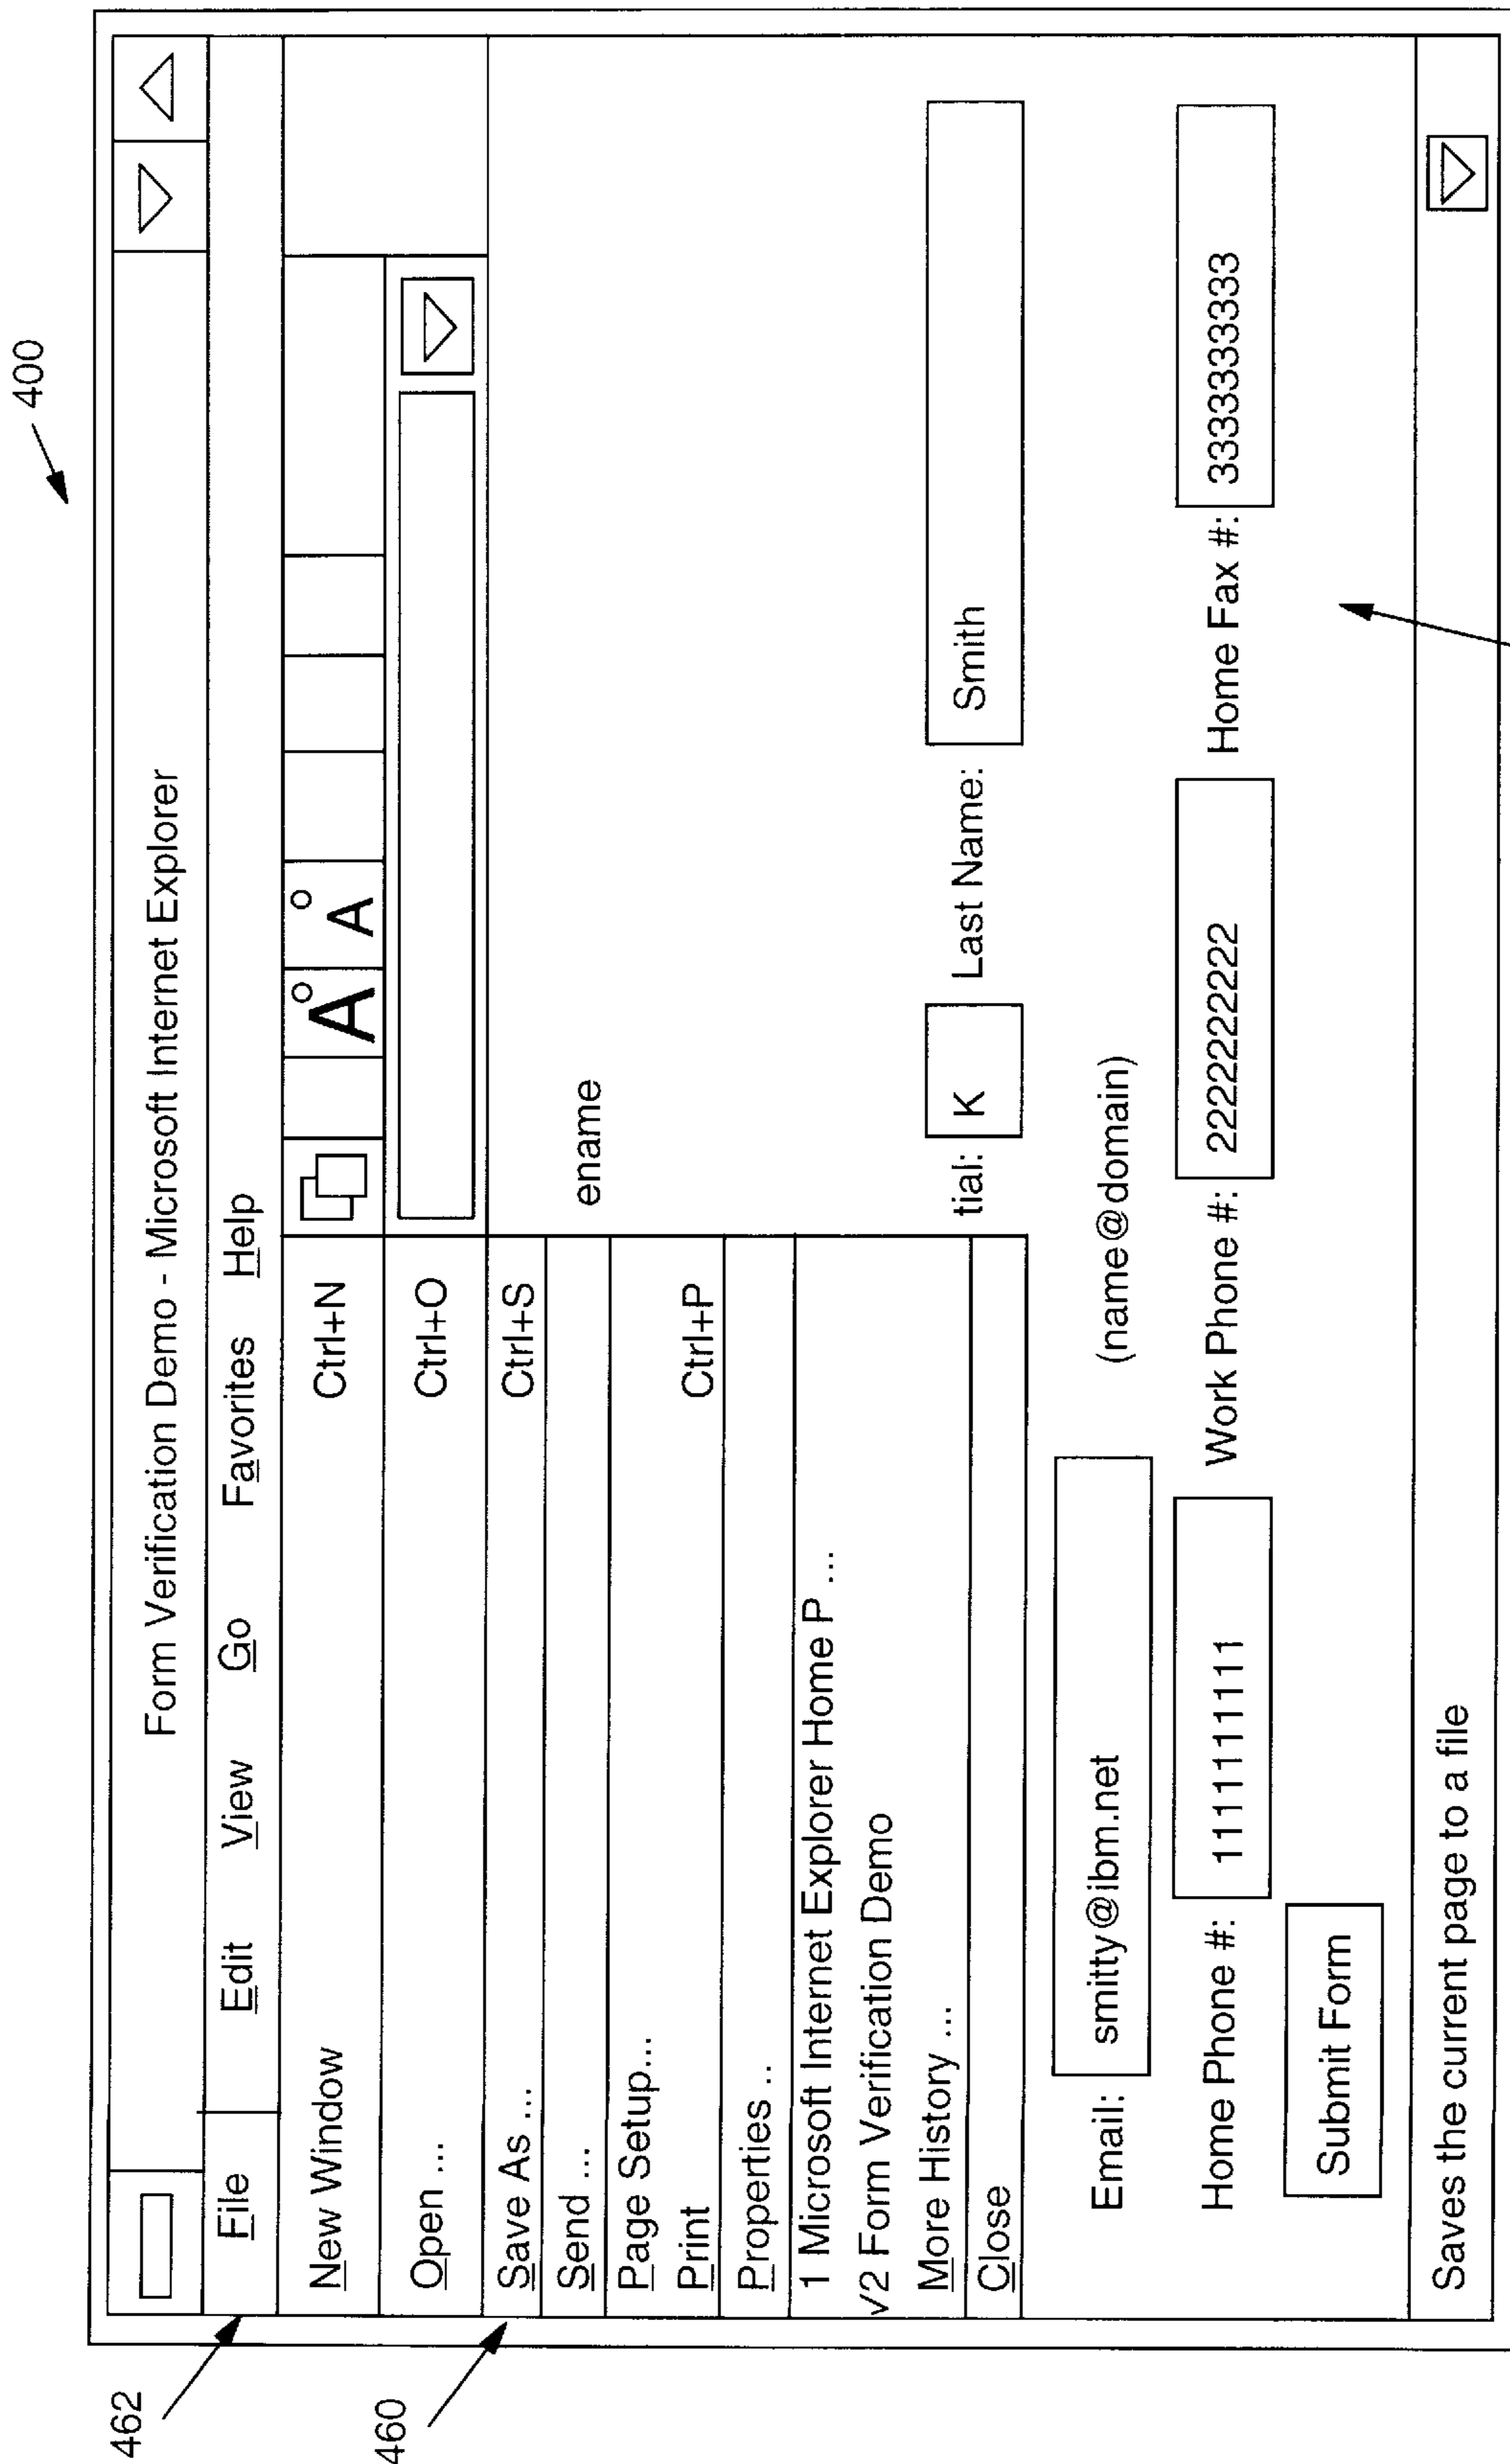 400
Form Verification Demo - Microsoft Internet Explorer
462
File Edit View Go Favorites Help
New Window Ctrl+N
A A
Open ... Ctrl+O
460
Save As ... Ctrl+S
Send ...
ename
Page Setup...
Print Ctrl+P
Properties ..
1 Microsoft Internet Explorer Home P ...
√2 Form Verification Demo
More History ...
tial: K Last Name: Smith
Close
Email: smitty@ibm.net (name@domain)
Home Phone #: 1111111111 Work Phone #: 2222222222 Home Fax #: 3333333333
Submit Form
Saves the current page to a file